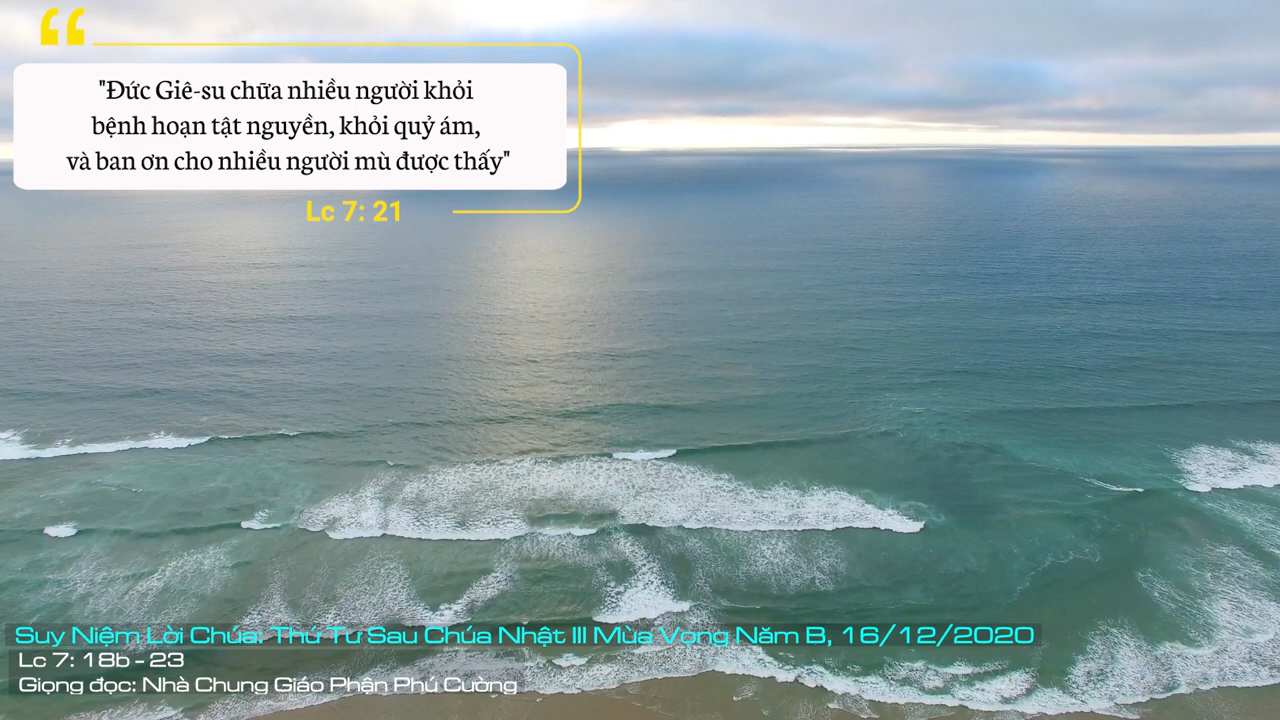 "Đức Giê-su chữa nhiều người khỏi
bệnh hoạn tật nguyền, khỏi quỷ ám,
và ban ơn cho nhiều người mù được thấy"
Lc 7: 21
Suy Niệm Lời Chúa: Thứ Tư Sau Chúa Nhật III Mùa Vọng Năm B, 16/12/2020
Lc 7: 18b - 23
Giọng đọc: Nhà Chung Giáo Phận Phú Cường